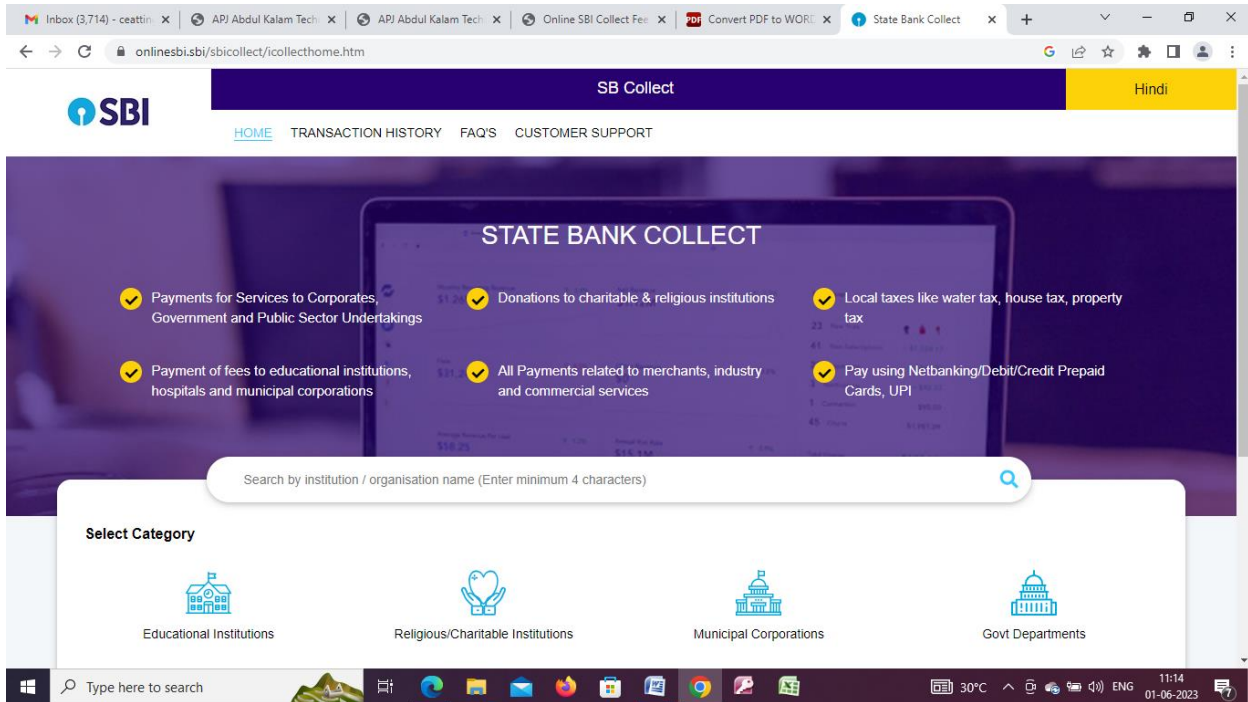 Inbox (3,714) - ceattin
APJ Abdul Kalam Tech
APJ Abdul Kalam Tech
Online SBI Collect Fee
PDF Convert PDF to WORD
State Bank Collect
onlinesbi.sbi/sbicollect/icollecthome.htm
SBI
SB Collect
Hindi
HOME TRANSACTION HISTORY FAQ'S CUSTOMER SUPPORT
STATE BANK COLLECT
Payments for Services to Corporates,
Government and Public Sector Undertakings
Donations to charitable & religious institutions
Local taxes like water tax, house tax, property
tax
Payment of fees to educational institutions,
hospitals and municipal corporations
All Payments related to merchants, industry
and commercial services
Pay using Netbanking/Debit/Credit Prepaid
Cards, UPI
$58.25
$15.1M
Search by institution / organisation name (Enter minimum 4 characters)
Select Category
Educational Institutions
Religious/Charitable Institutions
Municipal Corporations
Govt Departments
Type here to search
30°C
ENG
11:14
01-06-2023